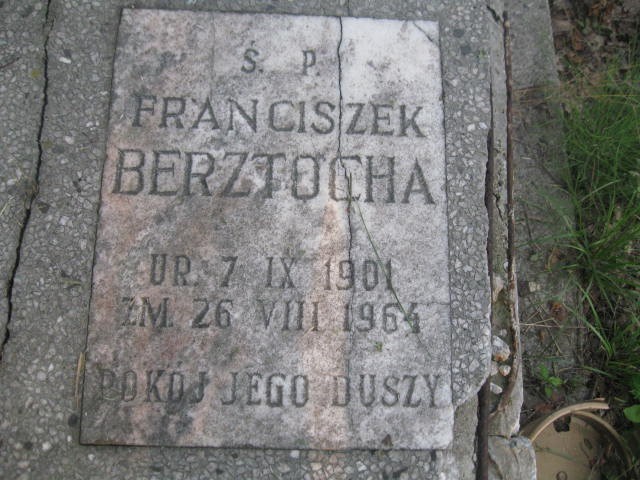 Ś. P.
FRANCISZEK
BERZTOCHA
UR. 7 IX 1901
ZM. 26 VIII 1964
POKÓJ JEGO DUSZY